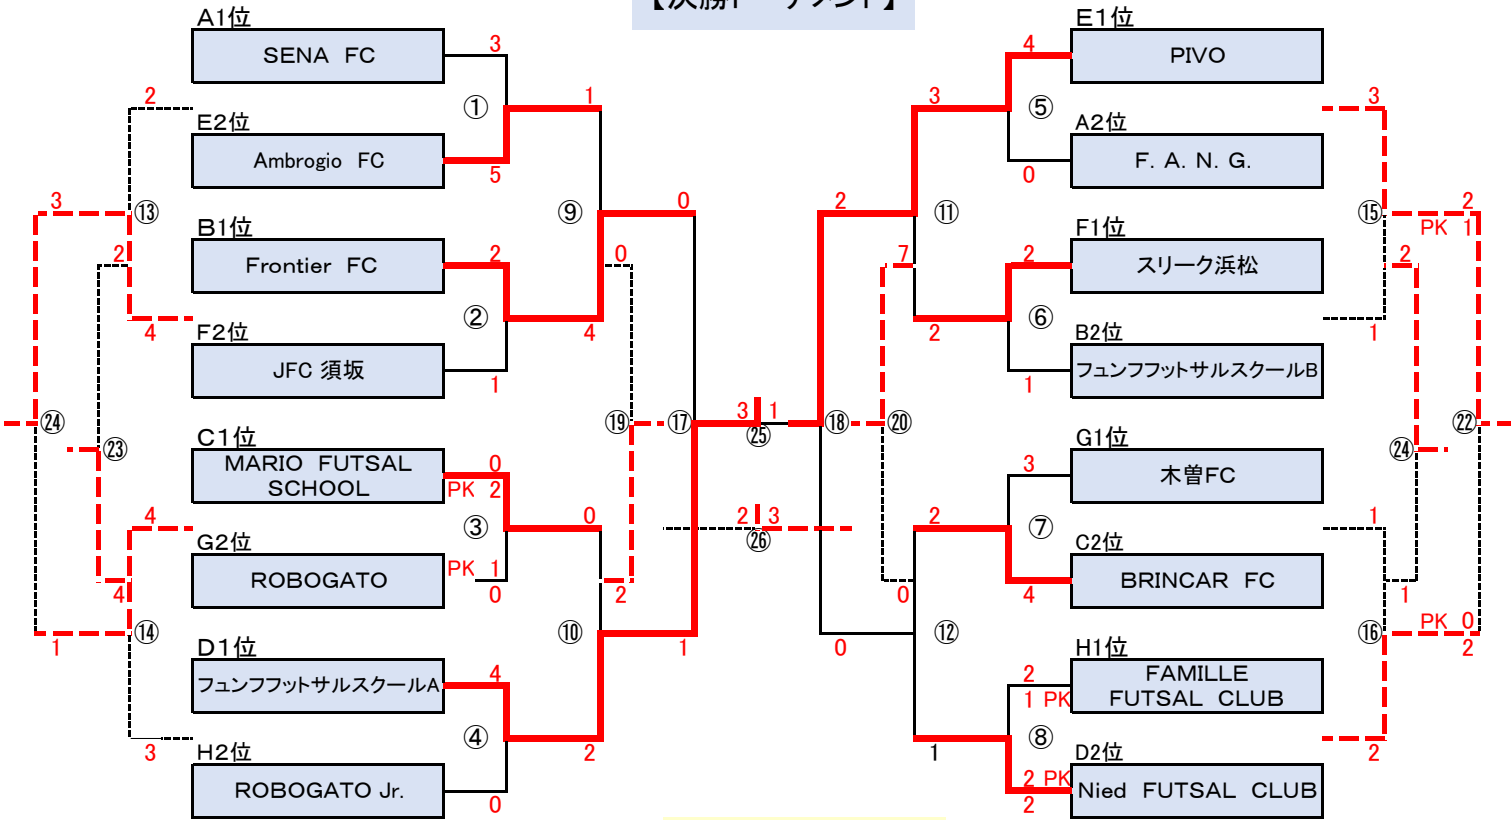 【決勝トーナメント】
A1位
SENA FC
3
①
E2位
Ambrogio FC
5
1
2
⑬
3
B1位
Frontier FC
2
②
F2位
JFC 須坂
1
4
⑨
0
0
2
4
㉔
㉓
C1位
MARIO FUTSAL
SCHOOL
0
PK 2
③
G2位
ROBOGATO
PK 1
0
0
4
4
⑭
1
D1位
フュンフフットサルスクールA
4
④
H2位
ROBOGATO Jr.
0
3
2
⑩
2
1
⑲
⑰
3
1
㉕
2
3
㉖
⑱
⑳
2
7
0
0
E1位
PIVO
4
⑤
A2位
F. A. N. G.
0
3
⑪
F1位
スリーク浜松
2
⑥
B2位
フュンフフットサルスクールB
1
2
G1位
木曽FC
3
⑦
C2位
BRINCAR FC
4
2
⑫
H1位
FAMILLE
FUTSAL CLUB
2
1 PK
⑧
D2位
Nied FUTSAL CLUB
2 PK
2
1
3
⑮
2
PK 1
2
1
㉔
㉒
1
1
⑯
PK 0
2
2